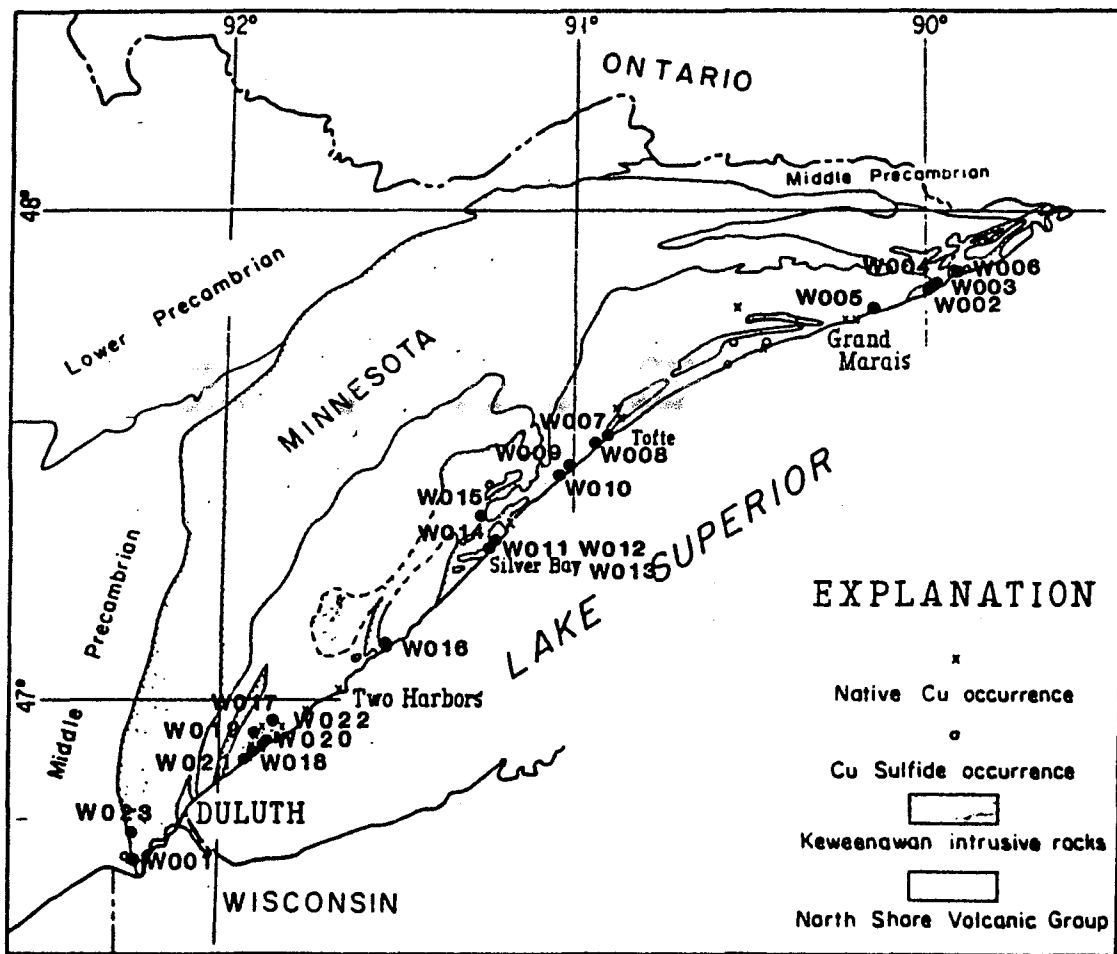 92° 91° 90°
ONTARIO
Middle Precambrian
48°
Lower Precambrian
MINNESOTA
W004 W006
W003
W005 W002
Grand
Marais
W007 Tofte
W009 W008
W010
W015
W014 W011 W012
Silver Bay W013
LAKE SUPERIOR
W016
Middle Precambrian
47°
Two Harbors
W017 W022
W019 W020
W021 W018
W023 DULUTH
W001
WISCONSIN
EXPLANATION
x
Native Cu occurrence
Cu Sulfide occurrence
Keweenawan intrusive rocks
North Shore Volcanic Group